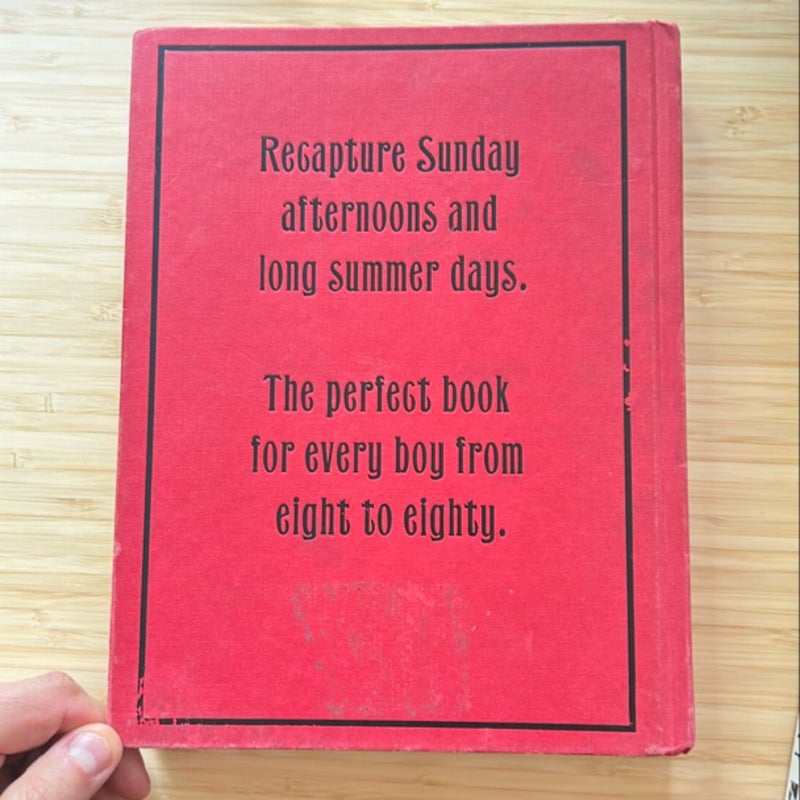 Recapture Sunday
afternoons and
long summer days.
The perfect book
for every boy from
eight to eighty.